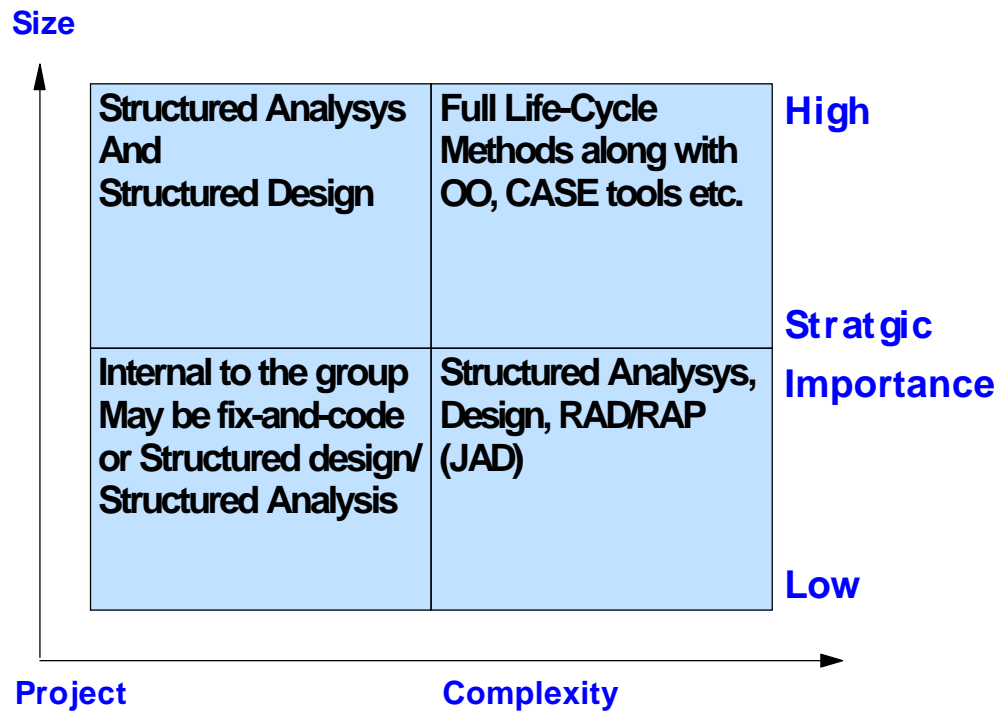 Size
Structured Analysys
And
Structured Design
Full Life-Cycle
Methods along with
OO, CASE tools etc.
High
Stratgic
Importance
Internal to the group
May be fix-and-code
or Structured design/
Structured Analysis
Structured Analysys,
Design, RAD/RAP
(JAD)
Low
Project
Complexity